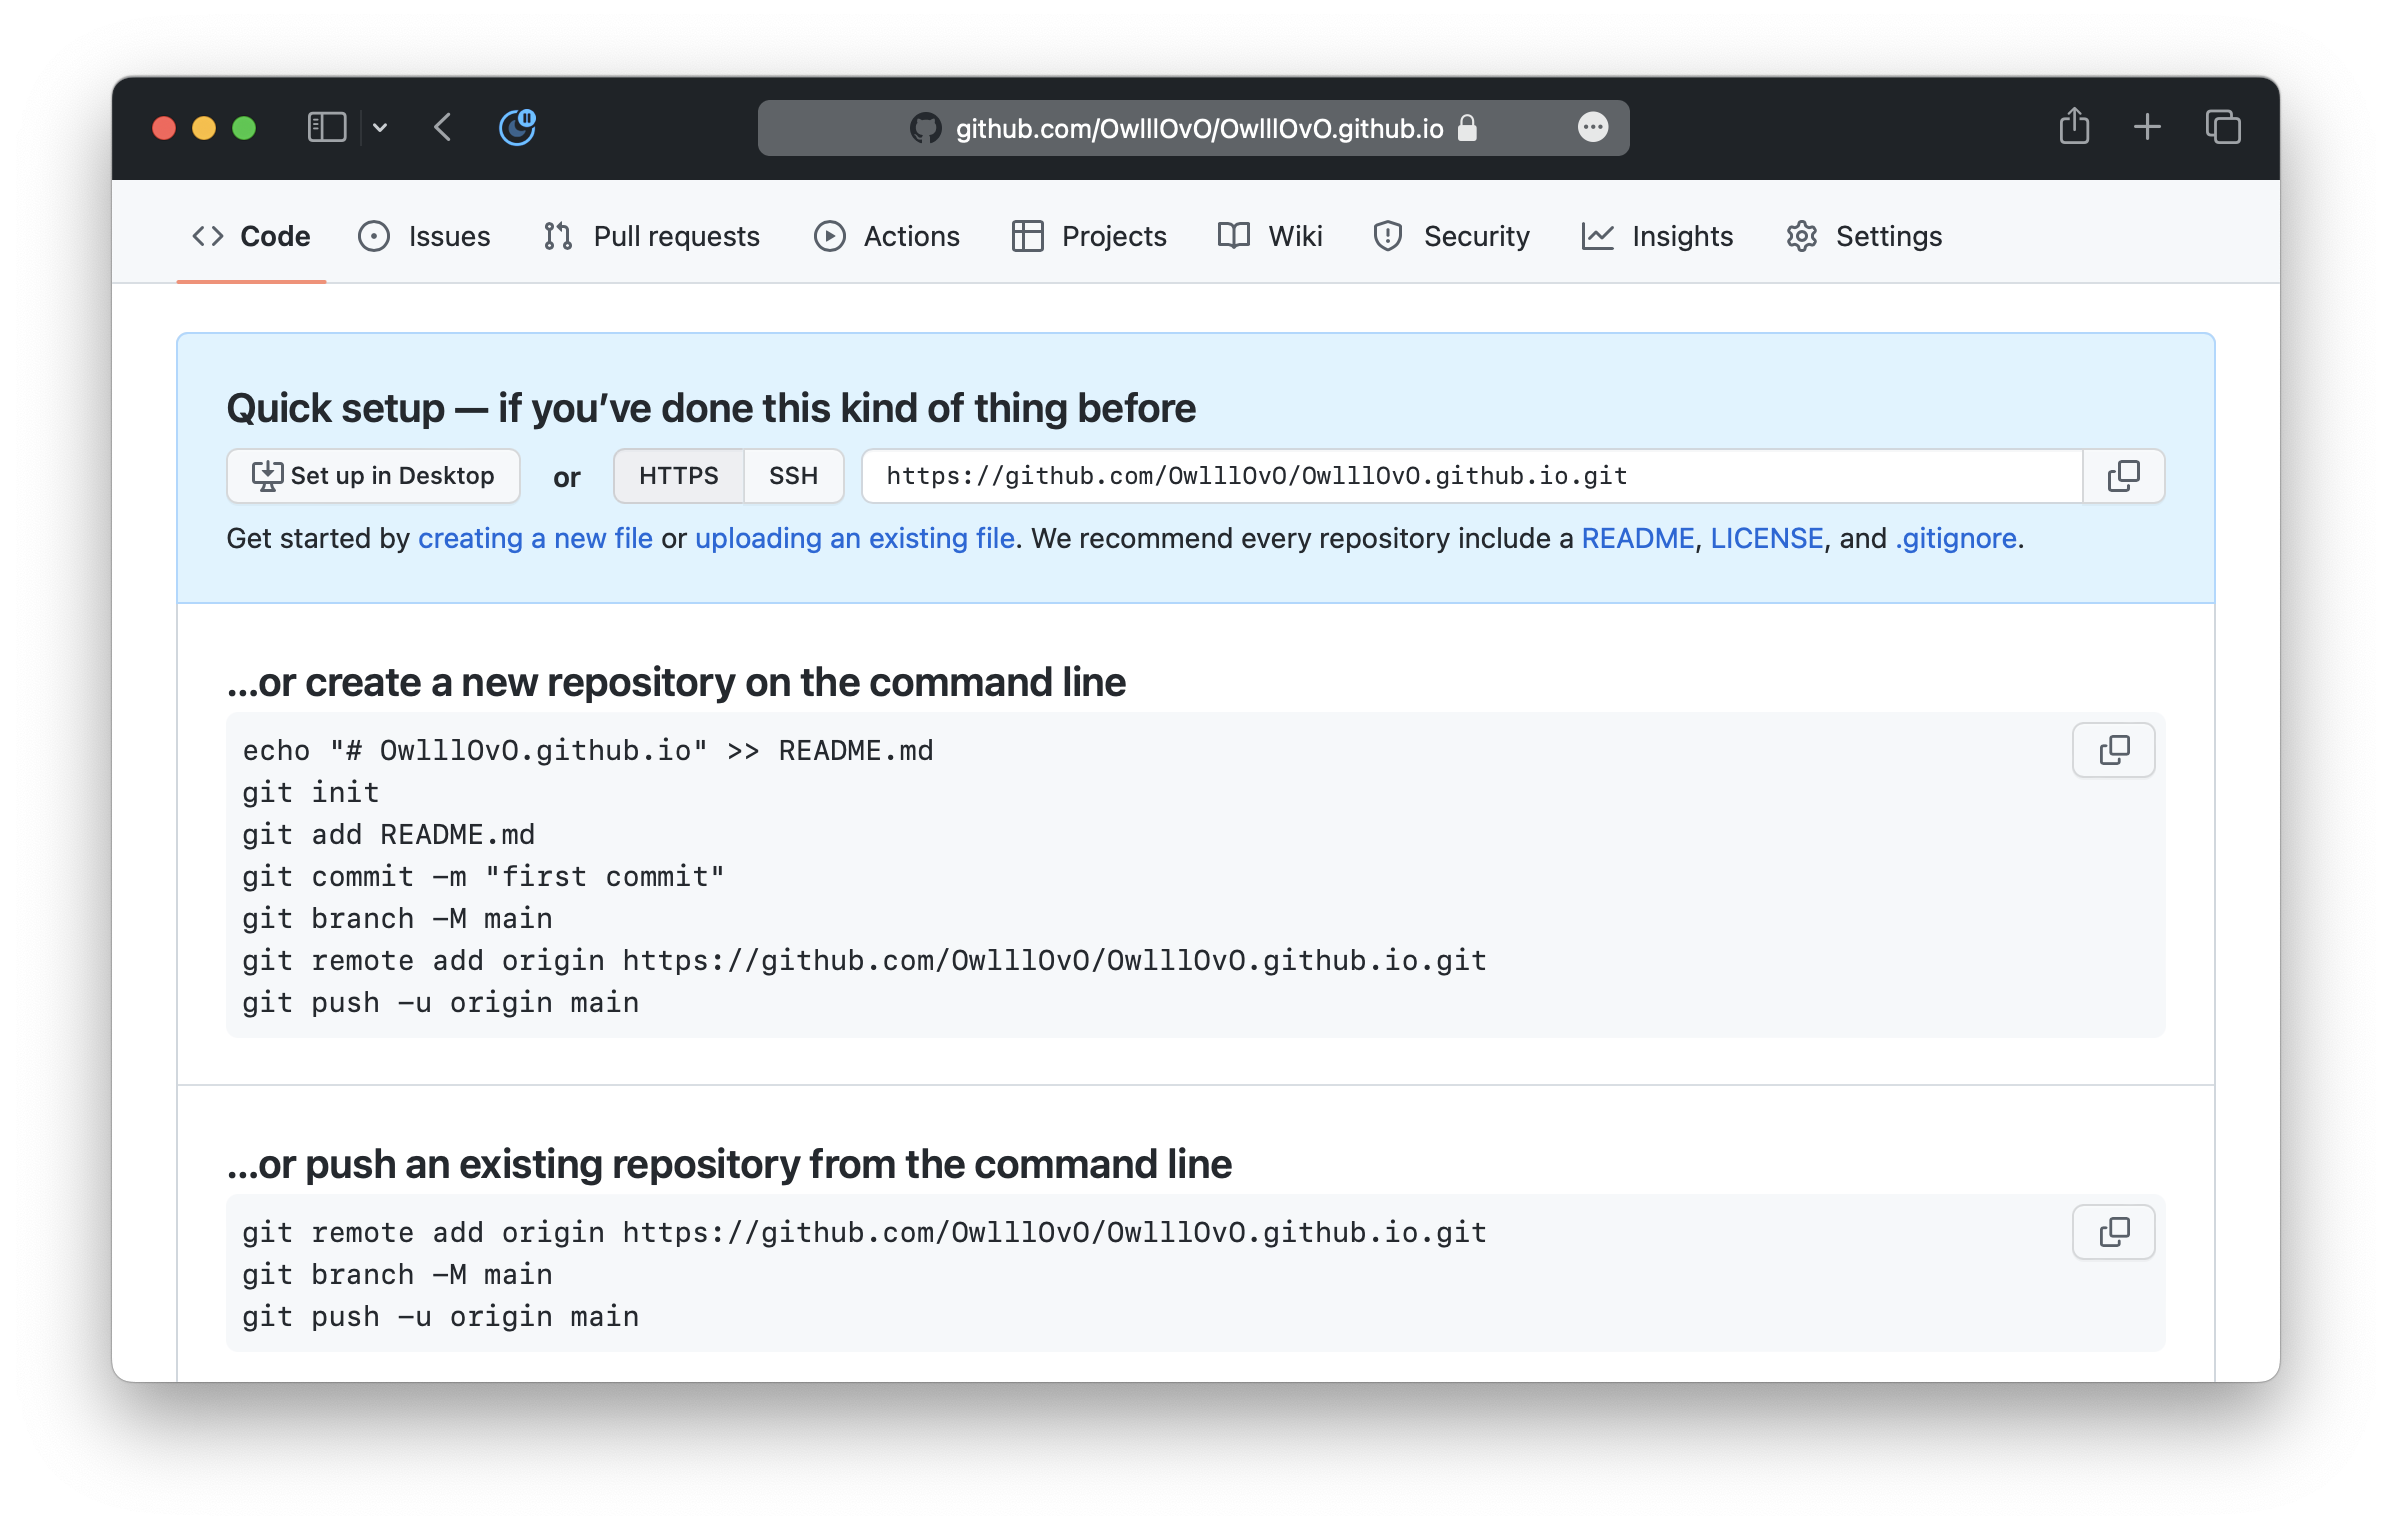 github.com/OwlllOvO/OwlllOvO.github.io
Code Issues Pull requests Actions Projects Wiki Security Insights Settings
Quick setup — if you’ve done this kind of thing before
Set up in Desktop or HTTPS SSH https://github.com/OwlllOvO/OwlllOvO.github.io.git
Get started by creating a new file or uploading an existing file. We recommend every repository include a README, LICENSE, and .gitignore.
…or create a new repository on the command line
echo "# OwlllOvO.github.io" >> README.md
git init
git add README.md
git commit -m "first commit"
git branch -M main
git remote add origin https://github.com/OwlllOvO/OwlllOvO.github.io.git
git push -u origin main
…or push an existing repository from the command line
git remote add origin https://github.com/OwlllOvO/OwlllOvO.github.io.git
git branch -M main
git push -u origin main